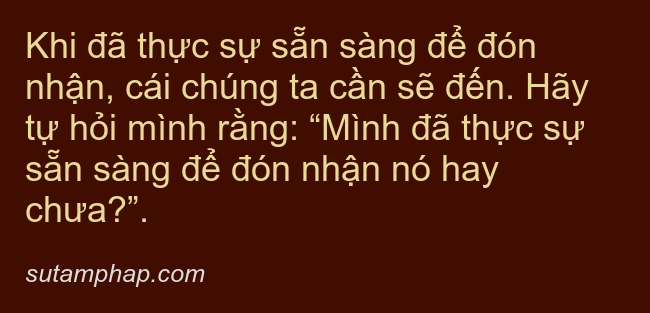 Khi đã thực sự sẵn sàng để đón
nhận, cái chúng ta cần sẽ đến. Hãy
tự hỏi mình rằng: “Mình đã thực sự
sẵn sàng để đón nhận nó hay
chưa?”.
sutamphap.com